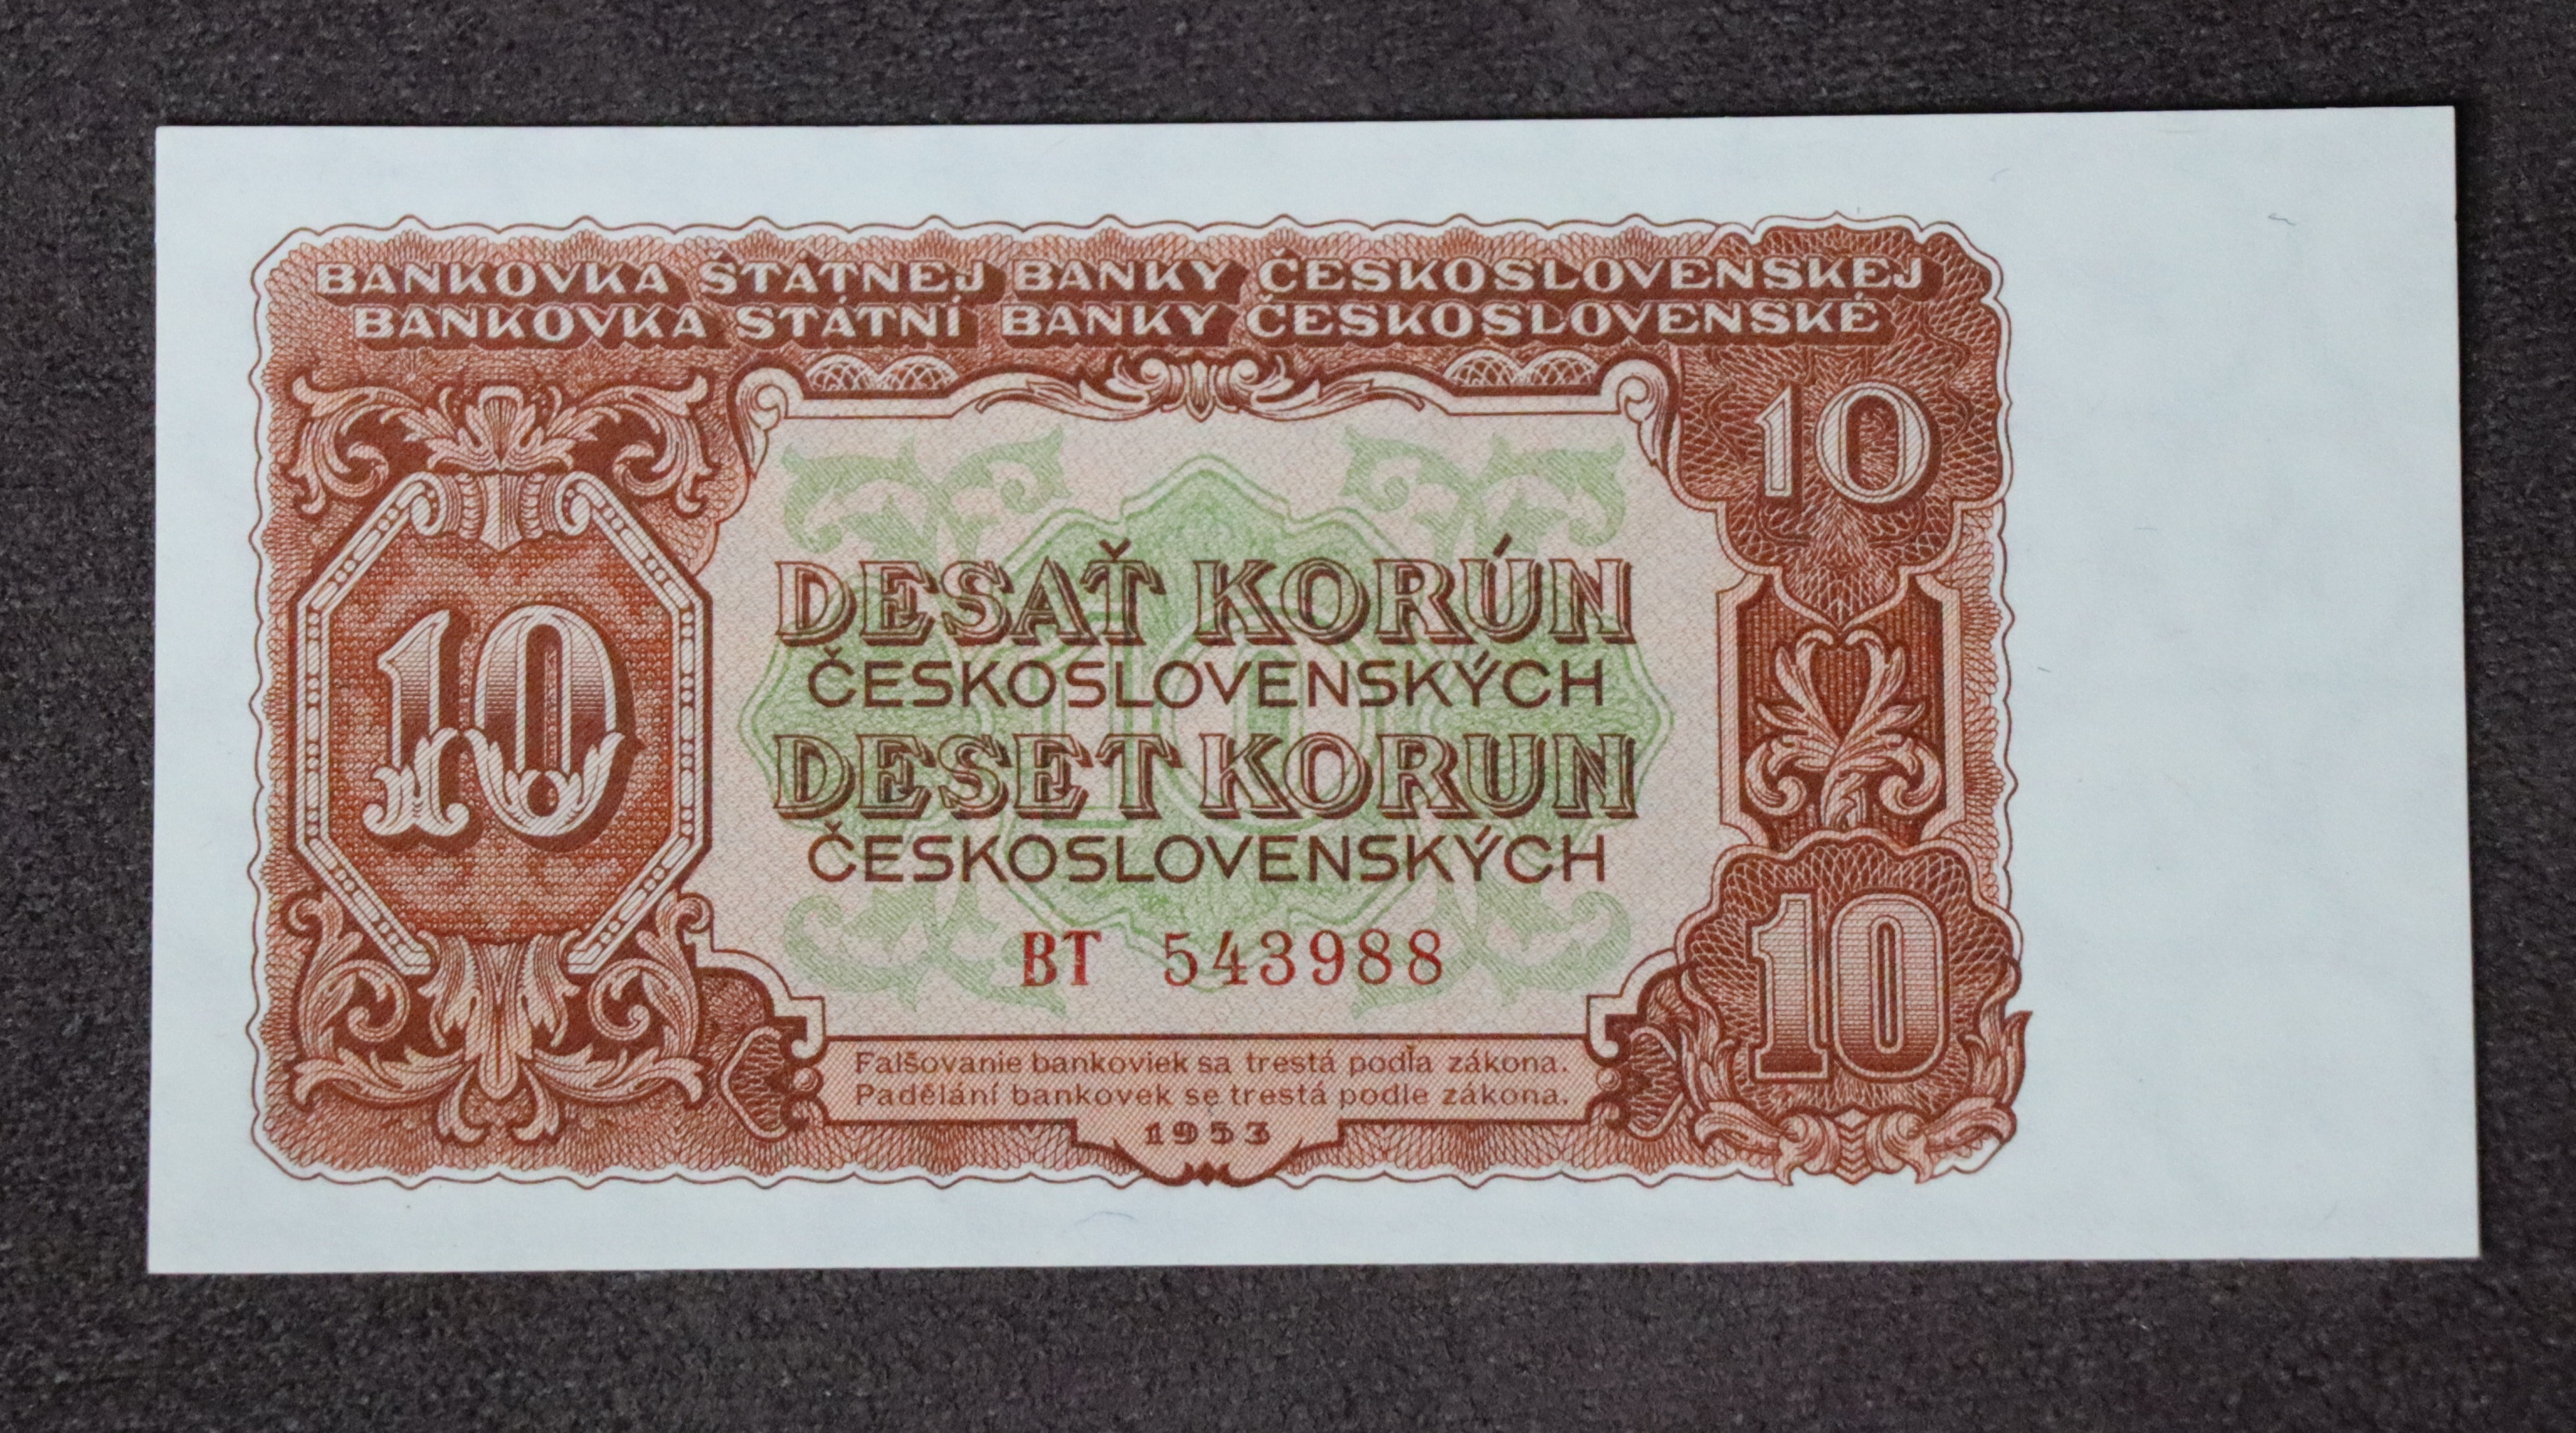 BANKOVKA ŠTÁTNEJ BANKY ČESKOSLOVENSKEJ
BANKOVKA STÁTNÍ BANKY ČESKOSLOVENSKÉ
10
10
DESAŤ KORÚN
ČESKOSLOVENSKÝCH
10
DESET KORUN
ČESKOSLOVENSKÝCH
BT 543988
10
Falšovanie bankoviek sa trestá podľa zákona.
Padělání bankovek se trestá podle zákona.
1953